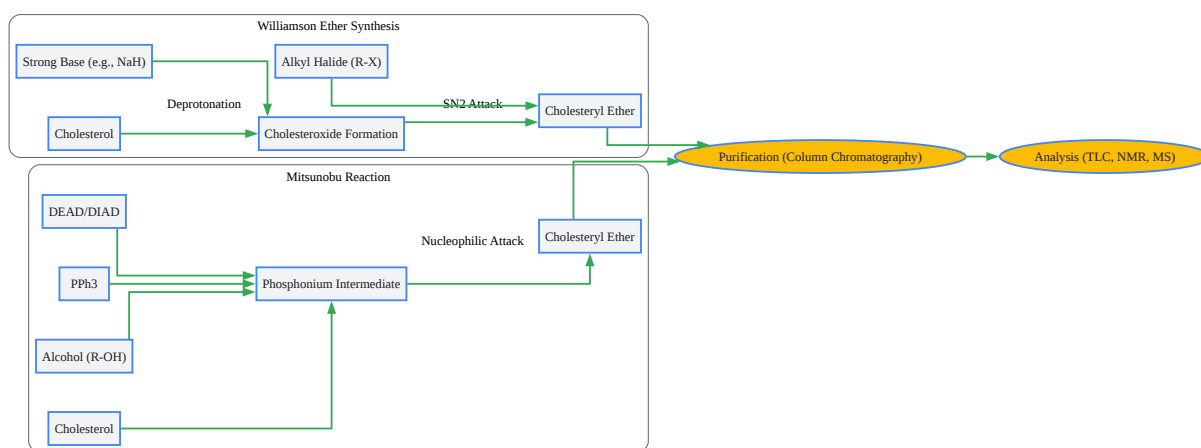 Williamson Ether Synthesis
Strong Base (e.g., NaH)
Alkyl Halide (R-X)
Deprotonation
SN2 Attack
Cholesteryl Ether
Cholesterol
Cholesteroxide Formation
Purification (Column Chromatography)
Analysis (TLC, NMR, MS)
Mitsunobu Reaction
DEAD/DIAD
Nucleophilic Attack
Cholesteryl Ether
PPh3
Phosphonium Intermediate
Alcohol (R-OH)
Cholesterol